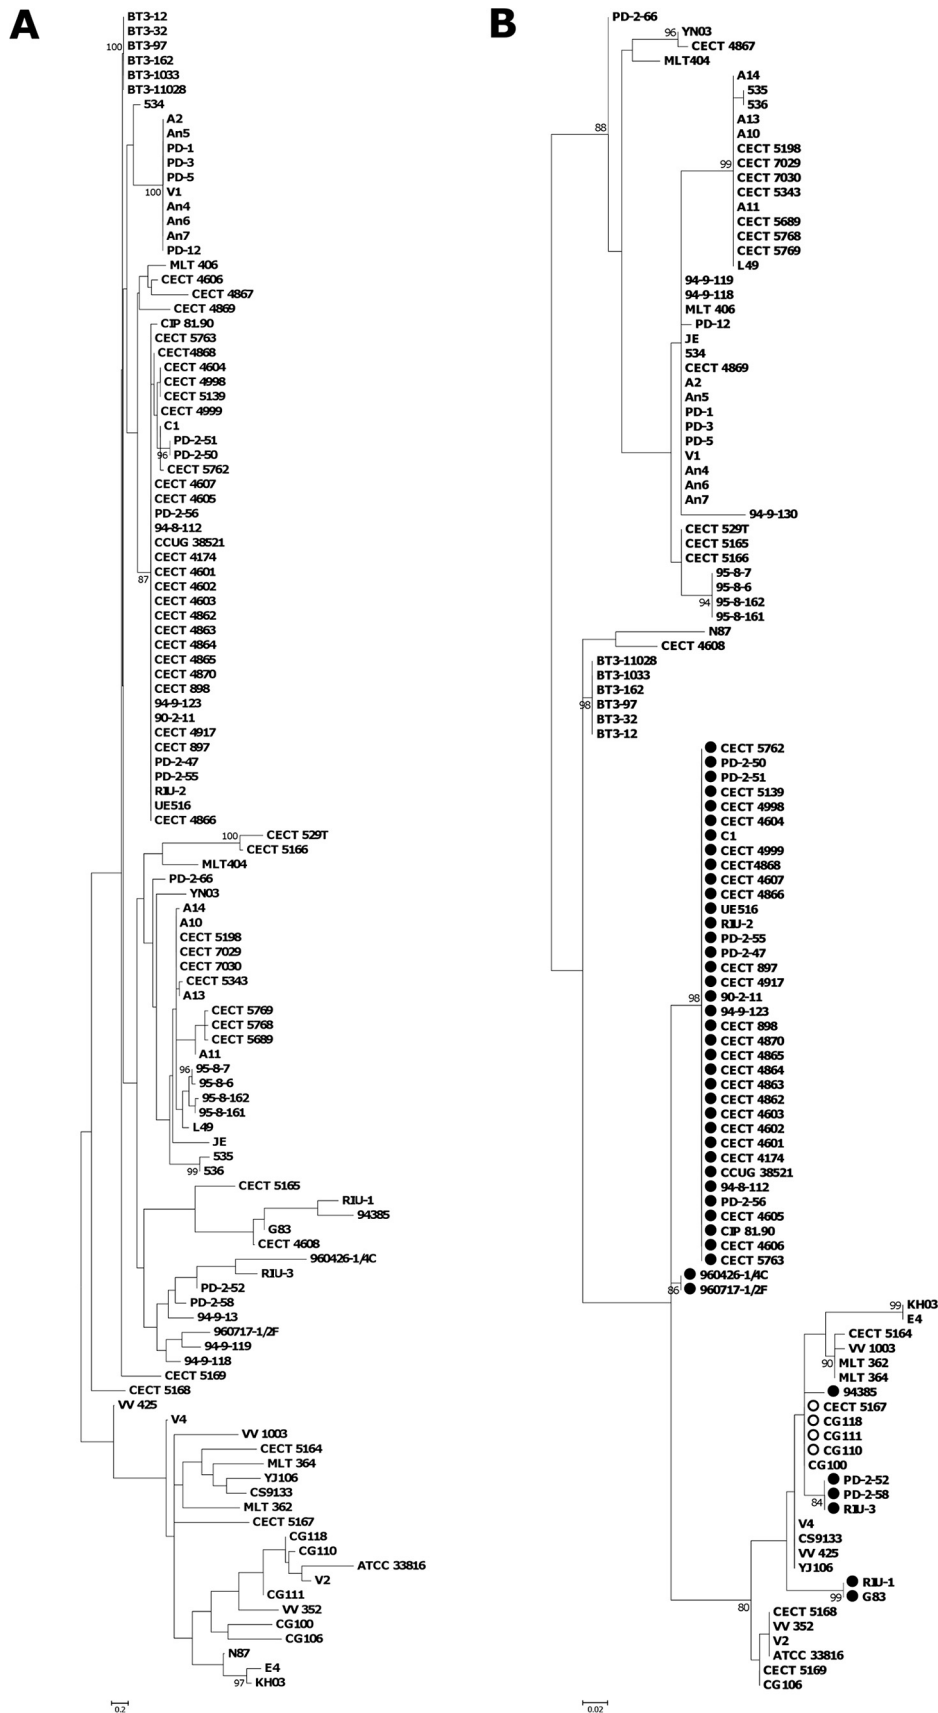 A
BT3-12
BT3-32
BT3-97
100
BT3-162
BT3-1033
BT3-11028
534
A2
An5
PD-1
PD-3
PD-5
V1
100
An4
An6
An7
PD-12
MLT 406
CECT 4606
CECT 4867
CECT 4869
CIP 81.90
CECT 5763
CECT4868
CECT 4604
CECT 4998
CECT 5139
CECT 4999
C1
PD-2-51
PD-2-50
96
CECT 5762
CECT 4607
CECT 4605
PD-2-56
94-8-112
CCUG 38521
CECT 4174
CECT 4601
87
CECT 4602
CECT 4603
CECT 4862
CECT 4863
CECT 4864
CECT 4865
CECT 4870
CECT 898
94-9-123
90-2-11
CECT 4917
CECT 897
PD-2-47
PD-2-55
RIU-2
UE516
CECT 4866
100
CECT 529T
CECT 5166
MLT404
PD-2-66
YN03
A14
A10
CECT 5198
CECT 7029
CECT 7030
CECT 5343
A13
CECT 5769
CECT 5768
CECT 5689
A11
96
95-8-7
95-8-6
95-8-162
95-8-161
L49
JE
535
99
536
CECT 5165
RIU-1
94385
G83
CECT 4608
960426-1/4C
RIU-3
PD-2-52
PD-2-58
94-9-13
960717-1/2F
94-9-119
94-9-118
CECT 5169
CECT 5168
VV 425
V4
VV 1003
CECT 5164
MLT 364
YJ106
CS9133
MLT 362
CECT 5167
CG118
CG110
ATCC 33816
V2
CG111
VV 352
CG100
CG106
N87
E4
97
KH03
0.2
B
PD-2-66
96
YN03
CECT 4867
MLT404
A14
535
536
A13
88
A10
CECT 5198
99
CECT 7029
CECT 7030
CECT 5343
A11
CECT 5689
CECT 5768
CECT 5769
L49
94-9-119
94-9-118
MLT 406
PD-12
JE
534
CECT 4869
A2
An5
PD-1
PD-3
PD-5
V1
An4
An6
An7
94-9-130
CECT 529T
CECT 5165
CECT 5166
95-8-7
95-8-6
94
95-8-162
95-8-161
N87
CECT 4608
BT3-11028
BT3-1033
BT3-162
98
BT3-97
BT3-32
BT3-12
CECT 5762
PD-2-50
PD-2-51
CECT 5139
CECT 4998
CECT 4604
C1
CECT 4999
CECT4868
CECT 4607
CECT 4866
UE516
RIU-2
PD-2-55
PD-2-47
CECT 897
CECT 4917
98
90-2-11
94-9-123
CECT 898
CECT 4870
CECT 4865
CECT 4864
CECT 4863
CECT 4862
CECT 4603
CECT 4602
CECT 4601
CECT 4174
CCUG 38521
94-8-112
PD-2-56
CECT 4605
CIP 81.90
CECT 4606
CECT 5763
960426-1/4C
86
960717-1/2F
99
KH03
E4
CECT 5164
VV 1003
90
MLT 362
MLT 364
94385
CECT 5167
CG118
CG111
CG110
CG100
PD-2-52
PD-2-58
84
RIU-3
V4
CS9133
VV 425
YJ106
RIU-1
99
G83
80
CECT 5168
VV 352
V2
ATCC 33816
CECT 5169
CG106
0.02